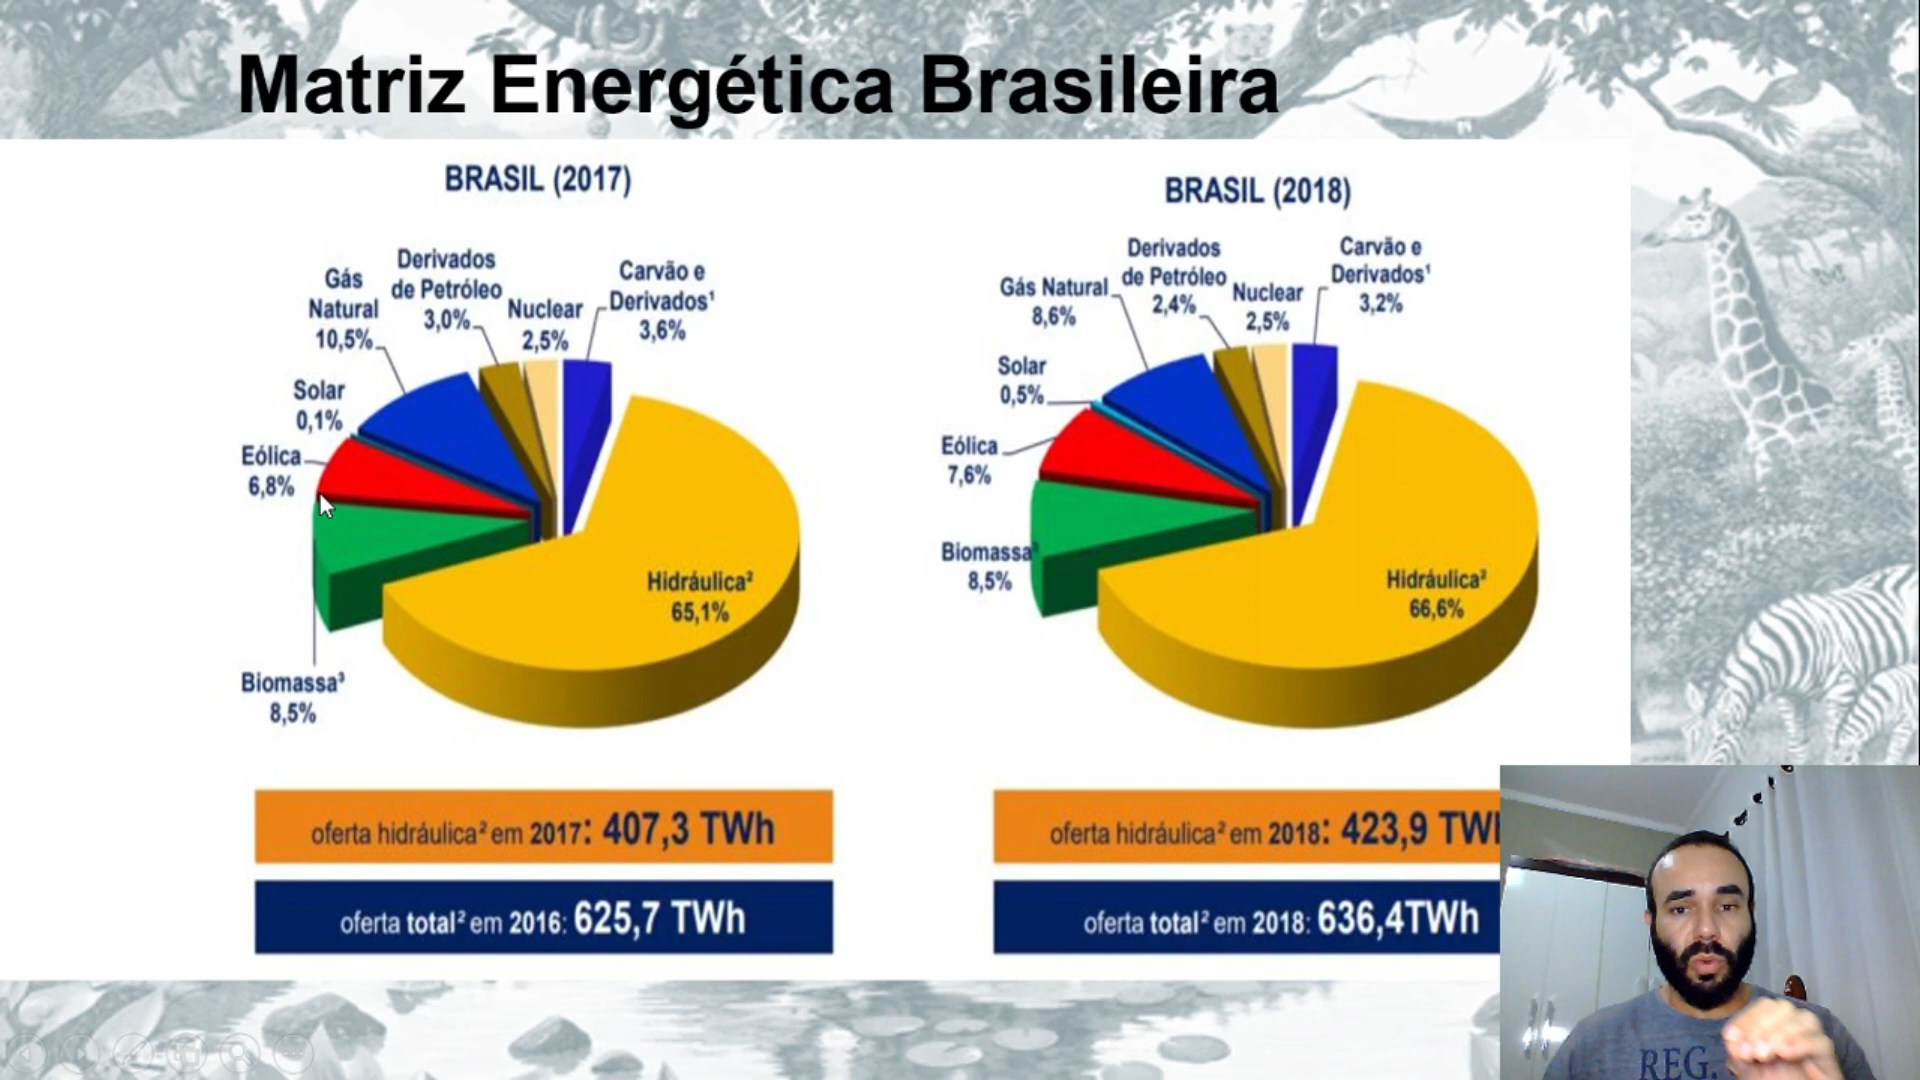 Matriz Energética Brasileira
BRASIL (2017)
Gás
Natural
10,5%
Derivados
de Petróleo
3,0%
Nuclear
2,5%
Carvão e
Derivados¹
3,6%
Solar
0,1%
Eólica
6,8%
Biomassa³
8,5%
Hidráulica²
65,1%
oferta hidráulica² em 2017: 407,3 TWh
oferta total² em 2016: 625,7 TWh
BRASIL (2018)
Gás Natural
8,6%
Derivados
de Petróleo
2,4%
Nuclear
2,5%
Carvão e
Derivados¹
3,2%
Solar
0,5%
Eólica
7,6%
Biomassa³
8,5%
Hidráulica²
66,6%
oferta hidráulica² em 2018: 423,9 TWh
oferta total² em 2018: 636,4TWh
REG.